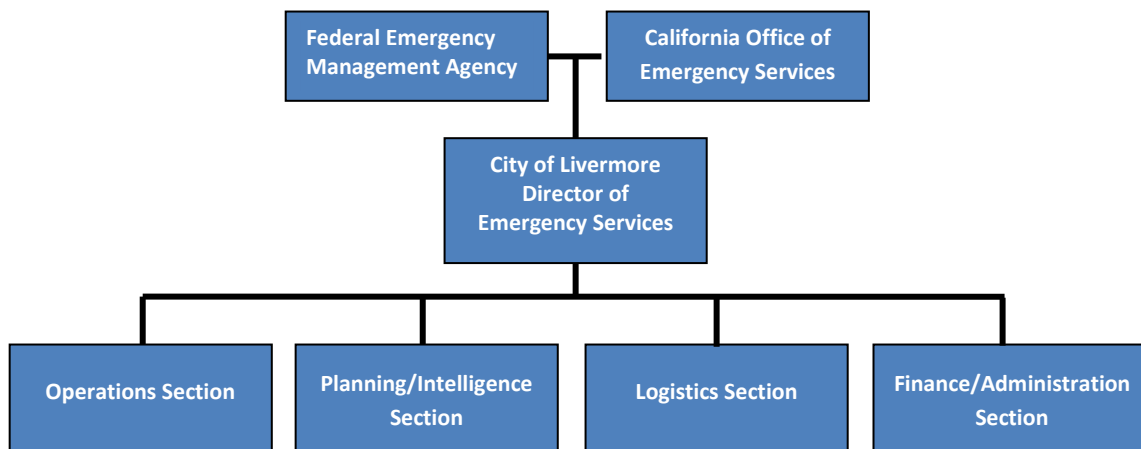 Federal Emergency
Management Agency
California Office of
Emergency Services
City of Livermore
Director of
Emergency Services
Operations Section
Planning/Intelligence
Section
Logistics Section
Finance/Administration
Section